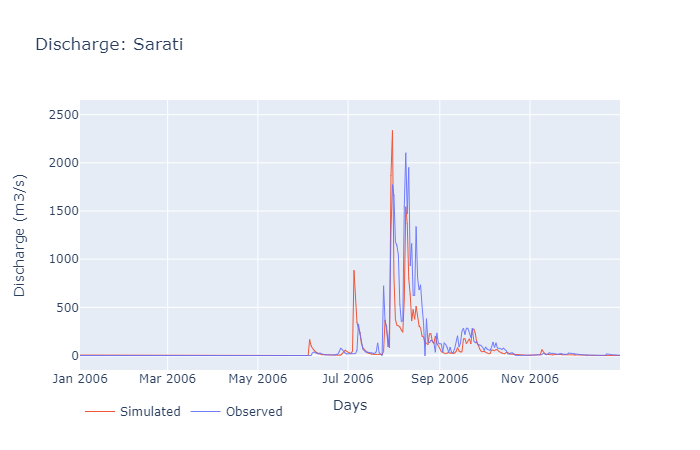 Discharge: Sarati
2500
2000
1500
1000
500
0
Discharge (m3/s)
Jan 2006 Mar 2006 May 2006 Jul 2006 Sep 2006 Nov 2006
Days
Simulated Observed